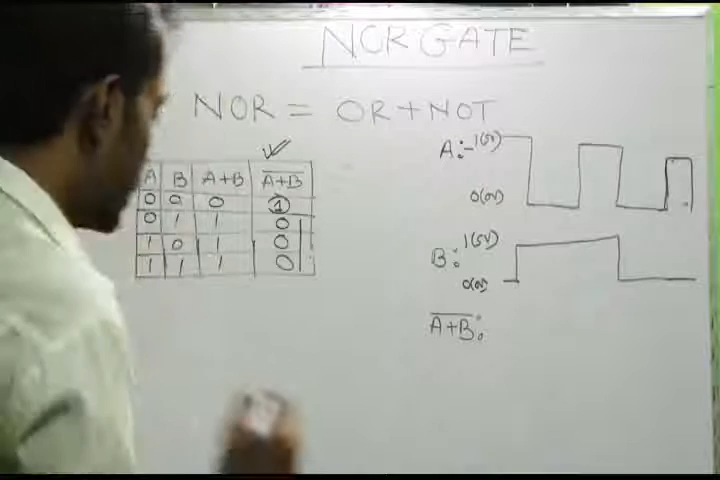 NOR GATE
NOR = OR + NOT
A B A+B A̅+̅B̅
0 0 0 1
0 1 1 0
1 0 1 0
1 1 1 0
A:- 1(5V)
0(0V)
B: 1(5V)
0(0V)
A̅+̅B̅: